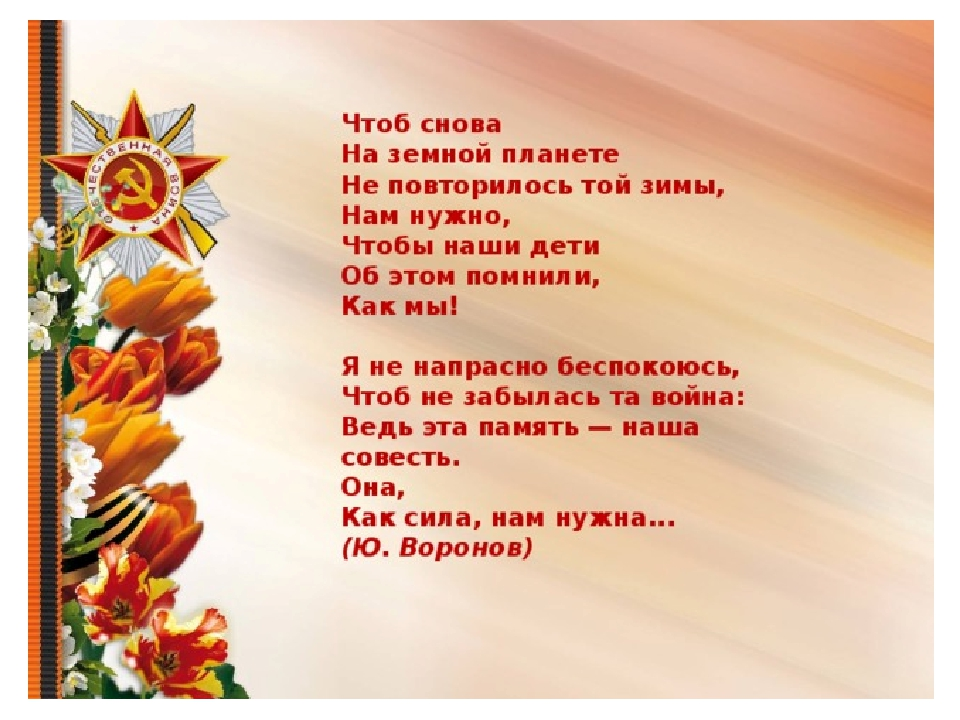 ОТЕЧЕСТВЕННАЯ ВОЙНА
Чтоб снова
На земной планете
Не повторилось той зимы,
Нам нужно,
Чтобы наши дети
Об этом помнили,
Как мы!
Я не напрасно беспокоюсь,
Чтоб не забылась та война:
Ведь эта память — наша
совесть.
Она,
Как сила, нам нужна...
(Ю. Воронов)